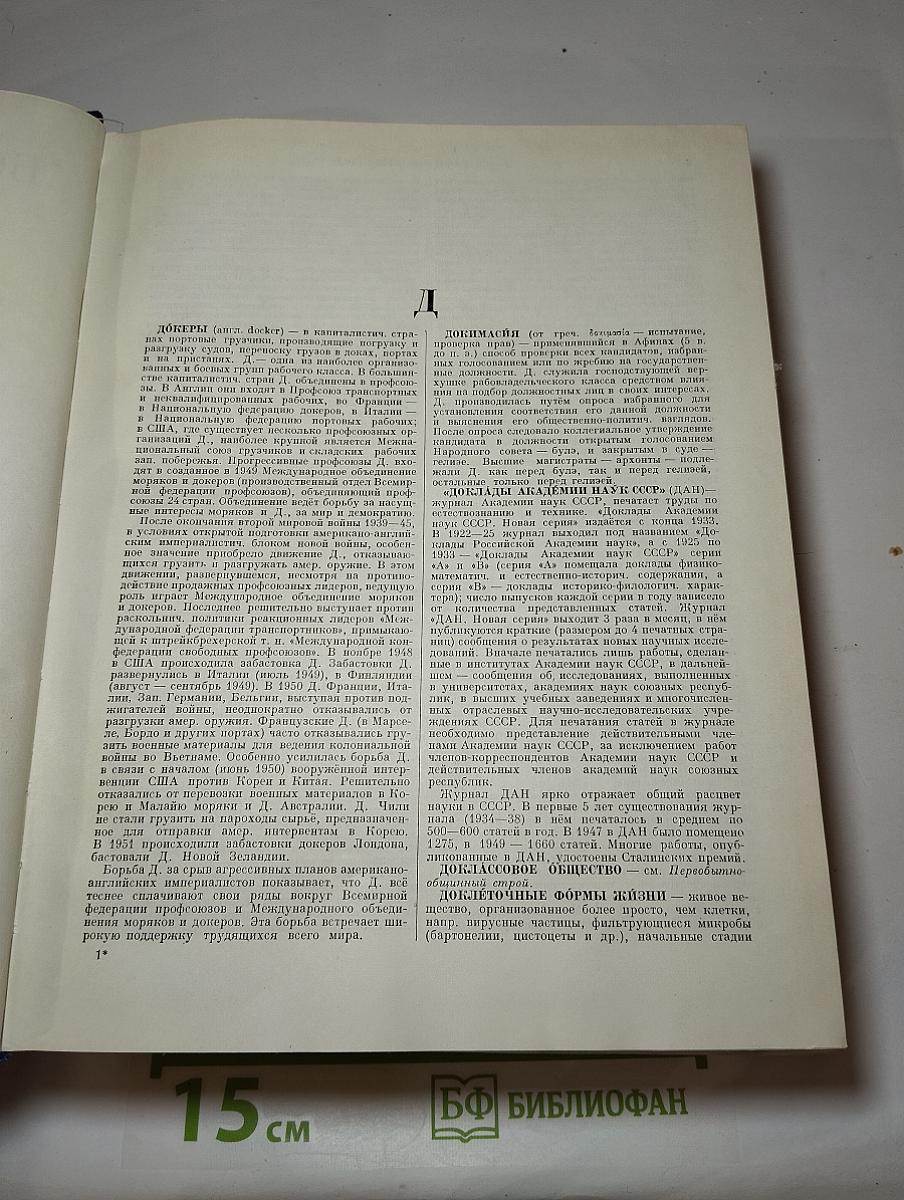 Д
ДО́КЕРЫ (англ. docker) — в капиталистич. стра-
нах портовые грузчики, производящие погрузку и
разгрузку судов, переноску грузов в доках, портах
и на пристанях. Д.— одна из наиболее организо-
ванных и боевых групп рабочего класса. В большин-
стве капиталистич. стран Д. объединены в профсою-
зы. В Англии они входят в Профсоюз транспортных
и неквалифицированных рабочих, во Франции —
в Национальную федерацию докеров, в Италии —
в Национальную федерацию портовых рабочих;
в США, где существует несколько профсоюзных ор-
ганизаций Д., наиболее крупной является Межна-
циональный союз грузчиков и складских рабочих
зап. побережья. Прогрессивные профсоюзы Д. вхо-
дят в созданное в 1949 Международное объединение
моряков и докеров (производственный отдел Всемир-
ной федерации профсоюзов), объединяющий проф-
союзы 24 стран. Объединение ведёт борьбу за насущ-
ные интересы моряков и Д., за мир и демократию.
После окончания второй мировой войны 1939—45,
в условиях открытой подготовки американо-англий-
ским империалистич. блоком новой войны, особен-
ное значение приобрело движение Д., отказываю-
щихся грузить и разгружать амер. оружие. В этом
движении, развернувшемся, несмотря на противо-
действие продажных профсоюзных лидеров, ведущую
роль играет Международное объединение моряков
и докеров. Последнее решительно выступает против
раскольнич. политики реакционных лидеров «Меж-
дународной федерации транспортников», примыкаю-
щей к штрейкбрехерской т. н. «Международной кон-
федерации свободных профсоюзов». В ноябре 1948
в США происходила забастовка Д. Забастовки Д.
развернулись в Италии (июль 1949), в Финляндии
(август — сентябрь 1949). В 1950 Д. Франции, Ита-
лии, Зап. Германии, Бельгии, выступая против под-
жигателей войны, неоднократно отказывались от
разгрузки амер. оружия. Французские Д. (в Марсе-
ле, Бордо и других портах) часто отказывались гру-
зить военные материалы для ведения колониальной
войны во Вьетнаме. Особенно усилилась борьба Д.
в связи с началом (июнь 1950) вооружённой интер-
венции США против Кореи и Китая. Решительно
отказались от перевозки военных материалов в Ко-
рею и Малайю моряки и Д. Австралии. Д. Чили
не стали грузить на пароходы сырьё, предназначен-
ное для отправки амер. интервентам в Корею.
В 1951 происходили забастовки докеров Лондона,
бастовали Д. Новой Зеландии.
Борьба Д. за срыв агрессивных планов американо-
английских империалистов показывает, что Д. всё
теснее сплачивают свои ряды вокруг Всемирной
федерации профсоюзов и Международного объеди-
нения моряков и докеров. Эта борьба встречает ши-
рокую поддержку трудящихся всего мира.
1*
ДОКИМАСИ́Я (от греч. δοκιμασία — испытание,
проверка прав) — применявшийся в Афинах (5 в.
до н. э.) способ проверки всех кандидатов, избран-
ных голосованием или по жребию на государствен-
ные должности. Д. служила господствующей вер-
хушке рабовладельческого класса средством влия-
ния на подбор должностных лиц в своих интересах.
Д. производилась путём опроса избранного для
установления соответствия его данной должности
и выяснения его общественно-политич. взглядов.
После опроса следовало коллегиальное утверждение
кандидата в должности открытым голосованием
Народного совета — булэ, и закрытым в суде —
гелиэе. Высшие магистраты — архонты — подле-
жали Д. как перед булэ, так и перед гелиэей,
остальные только перед гелиэей.
«ДОКЛА́ДЫ АКАДЕ́МИИ НАУ́К СССР» (ДАН)—
журнал Академии наук СССР, печатает труды по
естествознанию и технике. «Доклады Академии
наук СССР. Новая серия» издаётся с конца 1933.
В 1922—25 журнал выходил под названием «До-
клады Российской Академии наук», а с 1925 по
1933 — «Доклады Академии наук СССР» серии
«А» и «В» (серия «А» помещала доклады физико-
математич. и естественно-историч. содержания, а
серия «В» — доклады историко-филологич. харак-
тера); число выпусков каждой серии в году зависело
от количества представленных статей. Журнал
«ДАН. Новая серия» выходит 3 раза в месяц, в нём
публикуются краткие (размером до 4 печатных стра-
ниц) сообщения о результатах новых научных иссле-
дований. Вначале печатались лишь работы, сделан-
ные в институтах Академии наук СССР, в дальней-
шем — сообщения об исследованиях, выполненных
в университетах, академиях наук союзных респуб-
лик, в высших учебных заведениях и многочислен-
ных отраслевых научно-исследовательских учре-
ждениях СССР. Для печатания статей в журнале
необходимо представление действительными чле-
нами Академии наук СССР, за исключением работ
членов-корреспондентов Академии наук СССР и
действительных членов академий наук союзных
республик.
Журнал ДАН ярко отражает общий расцвет
науки в СССР. В первые 5 лет существования жур-
нала (1934—38) в нём печаталось в среднем по
500—600 статей в год. В 1947 в ДАН было помещено
1275, в 1949 — 1660 статей. Многие работы, опуб-
ликованные в ДАН, удостоены Сталинских премий.
ДОКЛА́ССОВОЕ О́БЩЕСТВО — см. Первобытно-
общинный строй.
ДОКЛЕ́ТОЧНЫЕ ФО́РМЫ ЖИ́ЗНИ — живое ве-
щество, организованное более просто, чем клетки,
напр. вирусные частицы, фильтрующиеся микробы
(бартонелии, цистоцеты и др.), начальные стадии
15 см
БФ БИБЛИОФАН